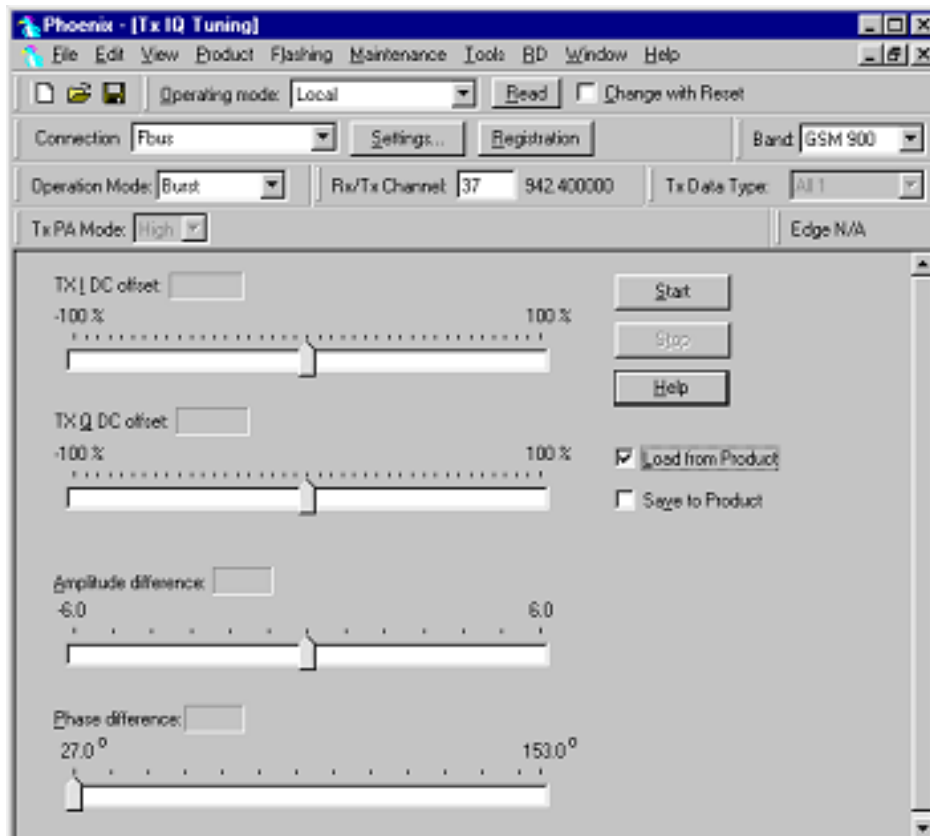 Phoenix - [Tx IQ Tuning]
File Edit View Product Flashing Maintenance Tools BD Window Help
Operating mode: Local Read Change with Reset
Connection Fbus Settings... Registration Band: GSM 900
Operation Mode: Burst Rx/Tx Channel: 37 942.400000 Tx Data Type: All 1
Tx PA Mode: High Edge N/A
TX I DC offset: Start
-100 % 100 %
Stop
Help
TX Q DC offset:
-100 % 100 % Load from Product
Save to Product
Amplitude difference:
-6.0 6.0
Phase difference:
27.0° 153.0°